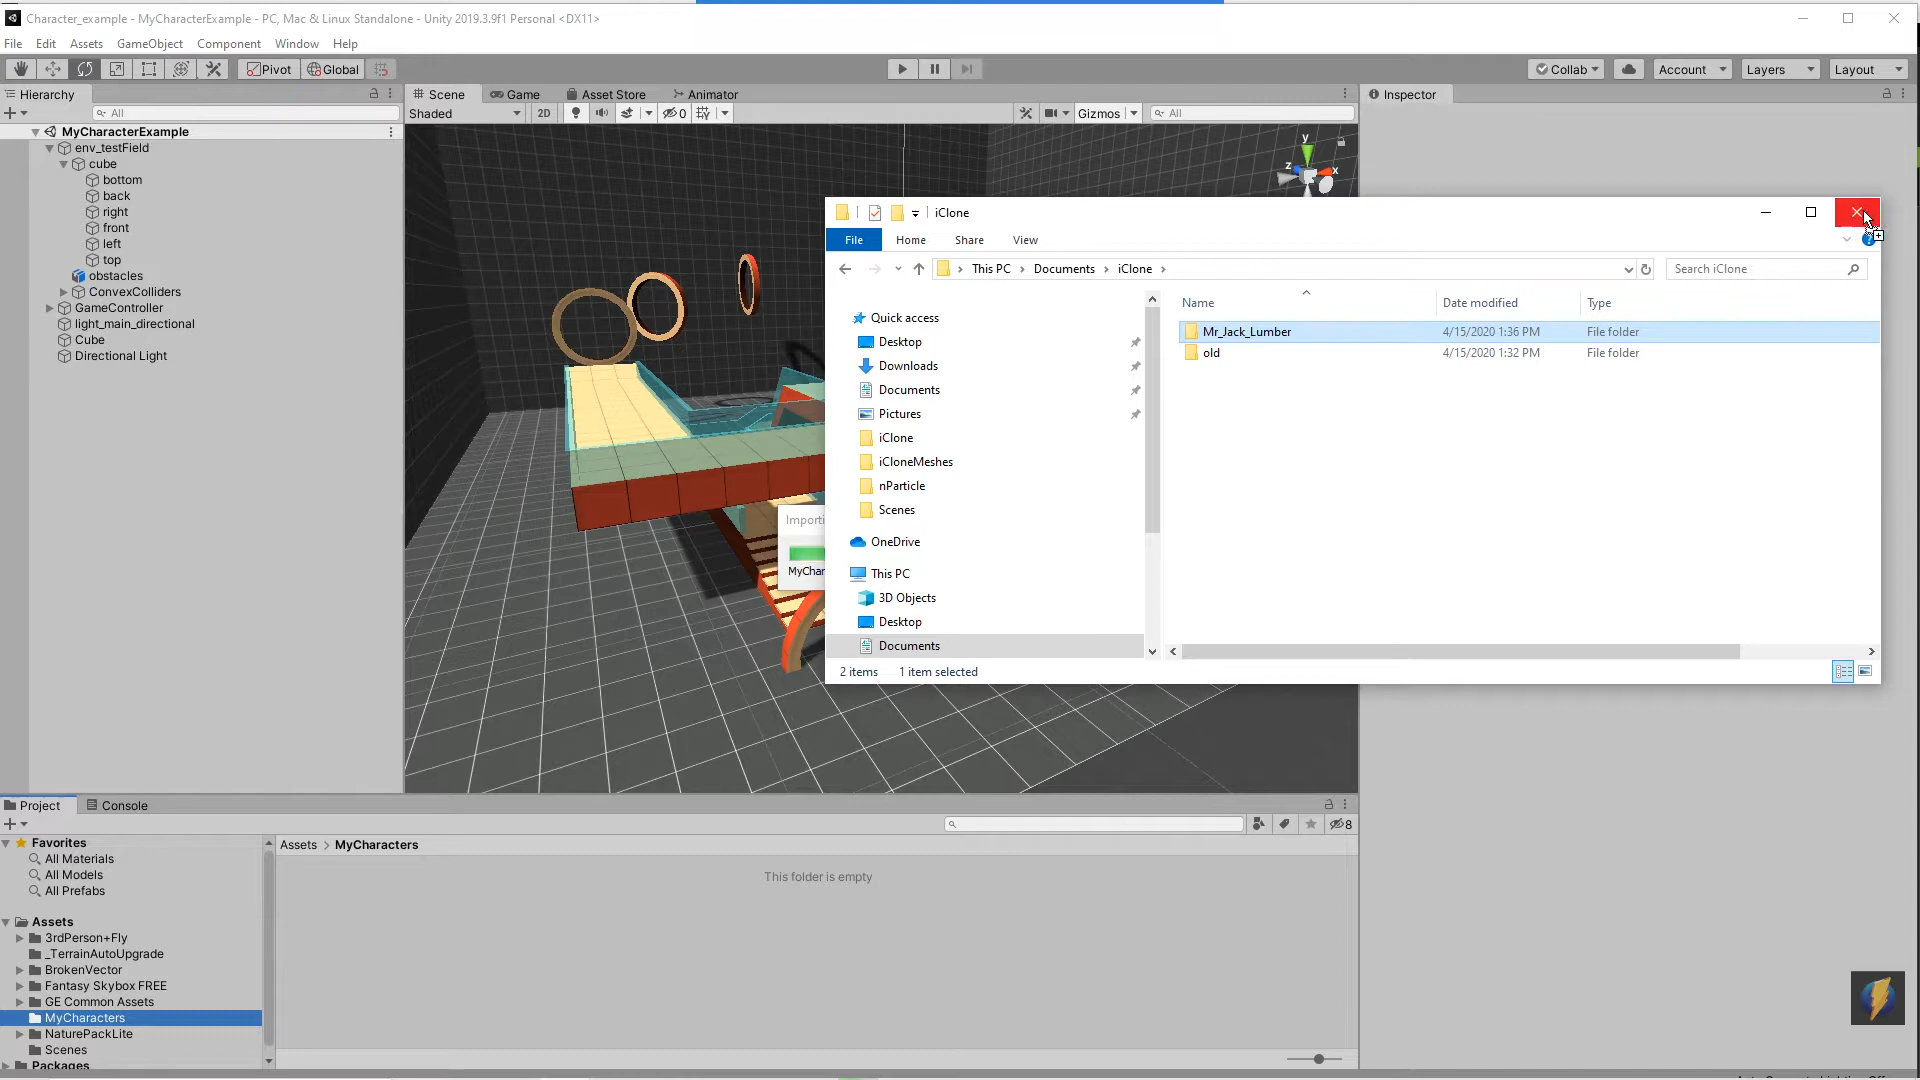 Character_example - MyCharacterExample - PC, Mac & Linux Standalone - Unity 2019.3.9f1 Personal <DX11>
File Edit Assets GameObject Component Window Help
Pivot Global Collab Account Layers Layout
Hierarchy
All
MyCharacterExample
env_testField
cube
bottom
back
right
front
left
top
obstacles
ConvexColliders
GameController
light_main_directional
Cube
Directional Light
Scene Game Asset Store Animator
Shaded 2D 0 Gizmos All
y
z x
Inspector
iClone
File Home Share View
This PC > Documents > iClone >
Search iClone
Quick access
Desktop
Downloads
Documents
Pictures
iClone
iCloneMeshes
nParticle
Scenes
OneDrive
This PC
3D Objects
Desktop
Documents
Name Date modified Type
Mr_Jack_Lumber 4/15/2020 1:36 PM File folder
old 4/15/2020 1:32 PM File folder
2 items 1 item selected
Importi
MyChar
Project Console
8
Favorites
All Materials
All Models
All Prefabs
Assets
3rdPerson+Fly
_TerrainAutoUpgrade
BrokenVector
Fantasy Skybox FREE
GE Common Assets
MyCharacters
NaturePackLite
Scenes
Packages
Assets > MyCharacters
This folder is empty